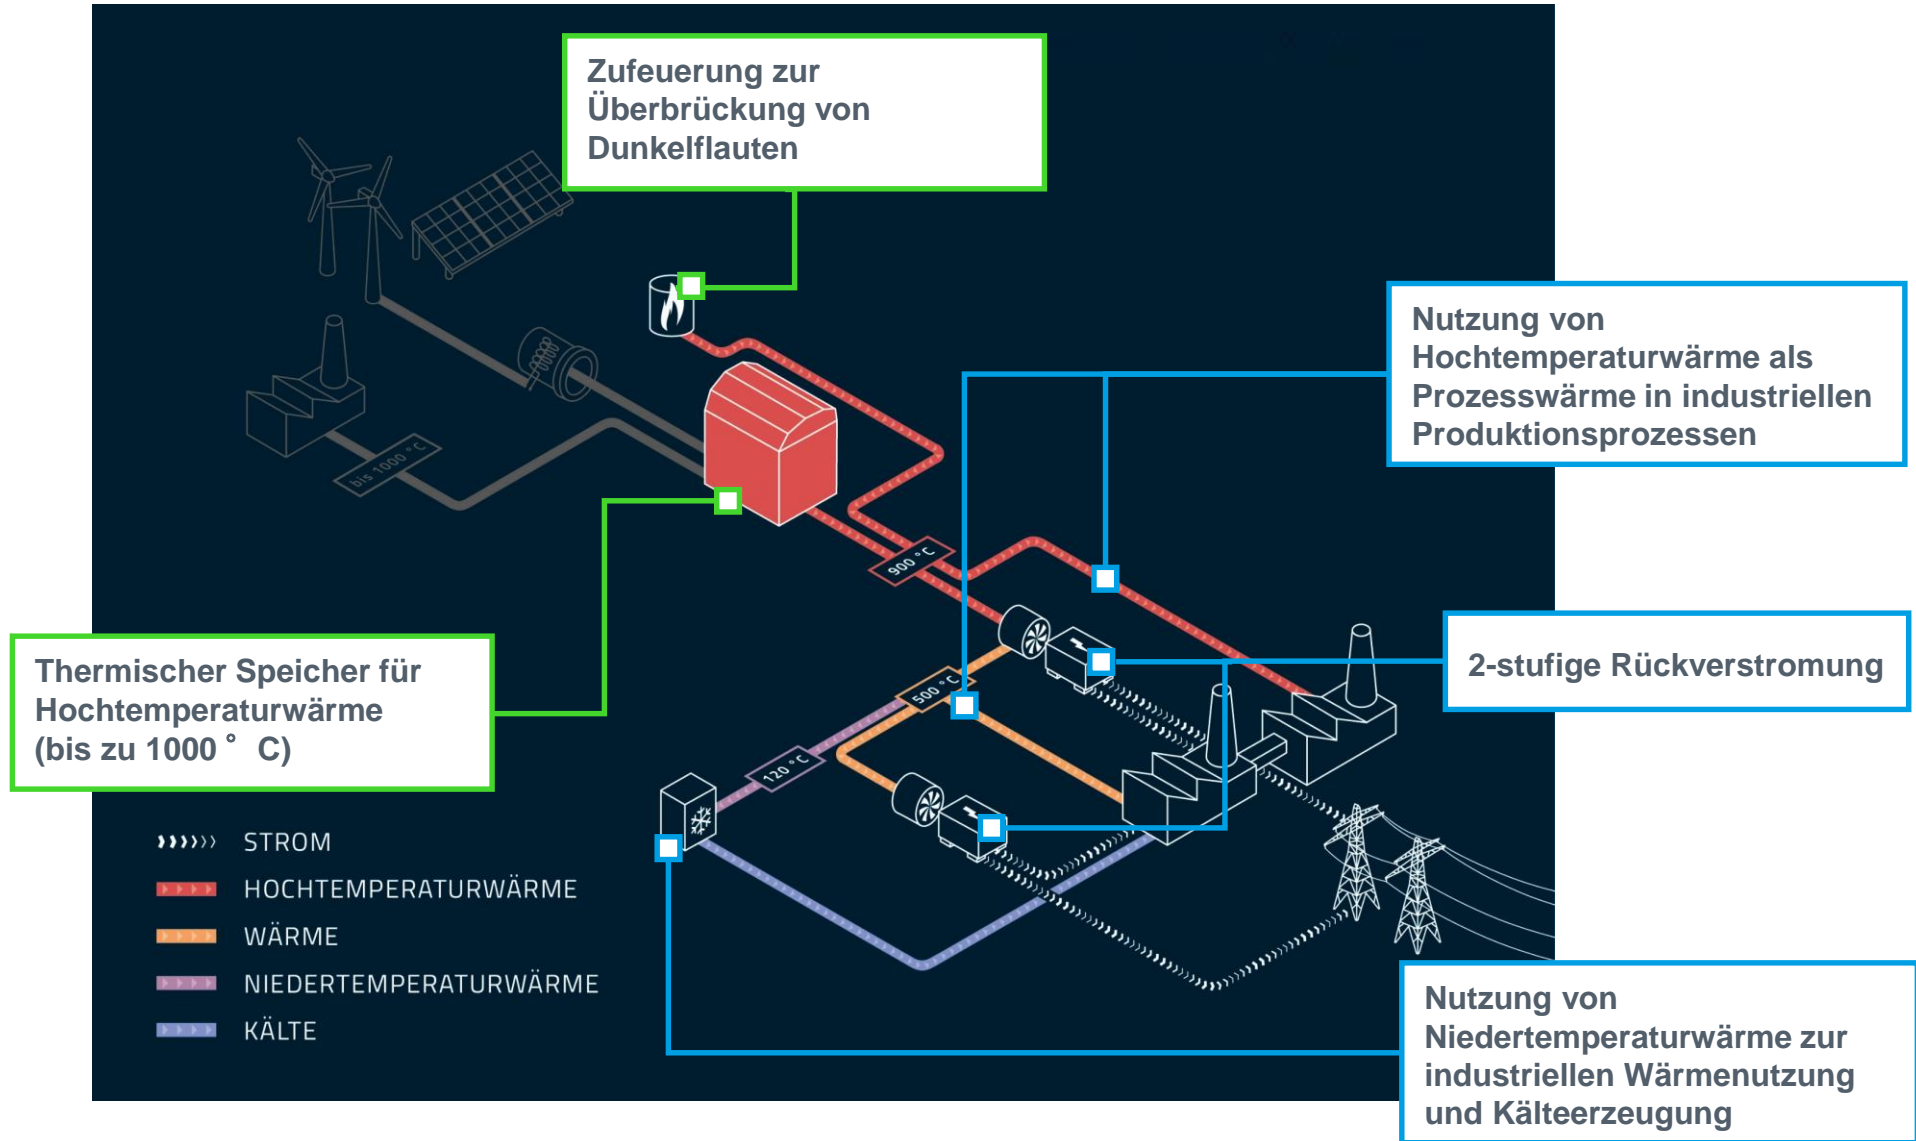 Zufeuerung zur
Überbrückung von
Dunkelflauten
Nutzung von
Hochtemperaturwärme als
Prozesswärme in industriellen
Produktionsprozessen
bis 1000 °C
900 °C
2-stufige Rückverstromung
Thermischer Speicher für
Hochtemperaturwärme
(bis zu 1000 ° C)
500 °C
120 °C
STROM
HOCHTEMPERATURWÄRME
WÄRME
NIEDERTEMPERATURWÄRME
KÄLTE
Nutzung von
Niedertemperaturwärme zur
industriellen Wärmenutzung
und Kälteerzeugung